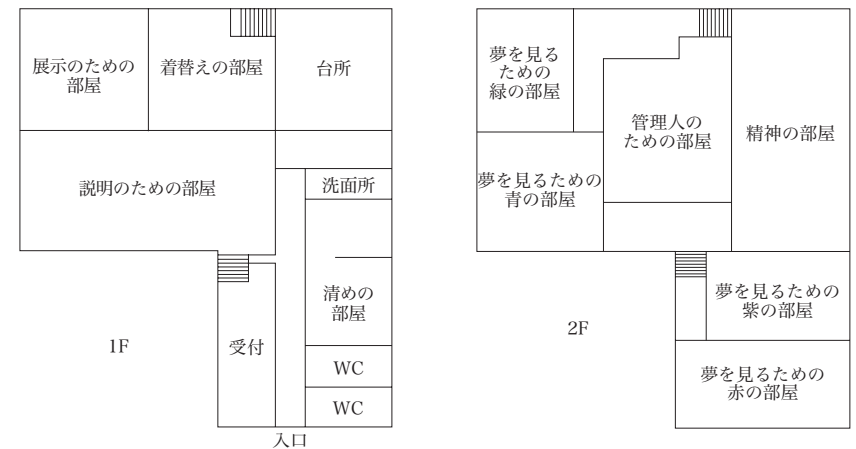 展示のための
部屋
着替えの部屋
台所
説明のための部屋
洗面所
清めの
部屋
受付
WC
WC
入口
1F
夢を見る
ための
緑の部屋
管理人の
ための部屋
精神の部屋
夢を見るための
青の部屋
夢を見るための
紫の部屋
夢を見るための
赤の部屋
2F